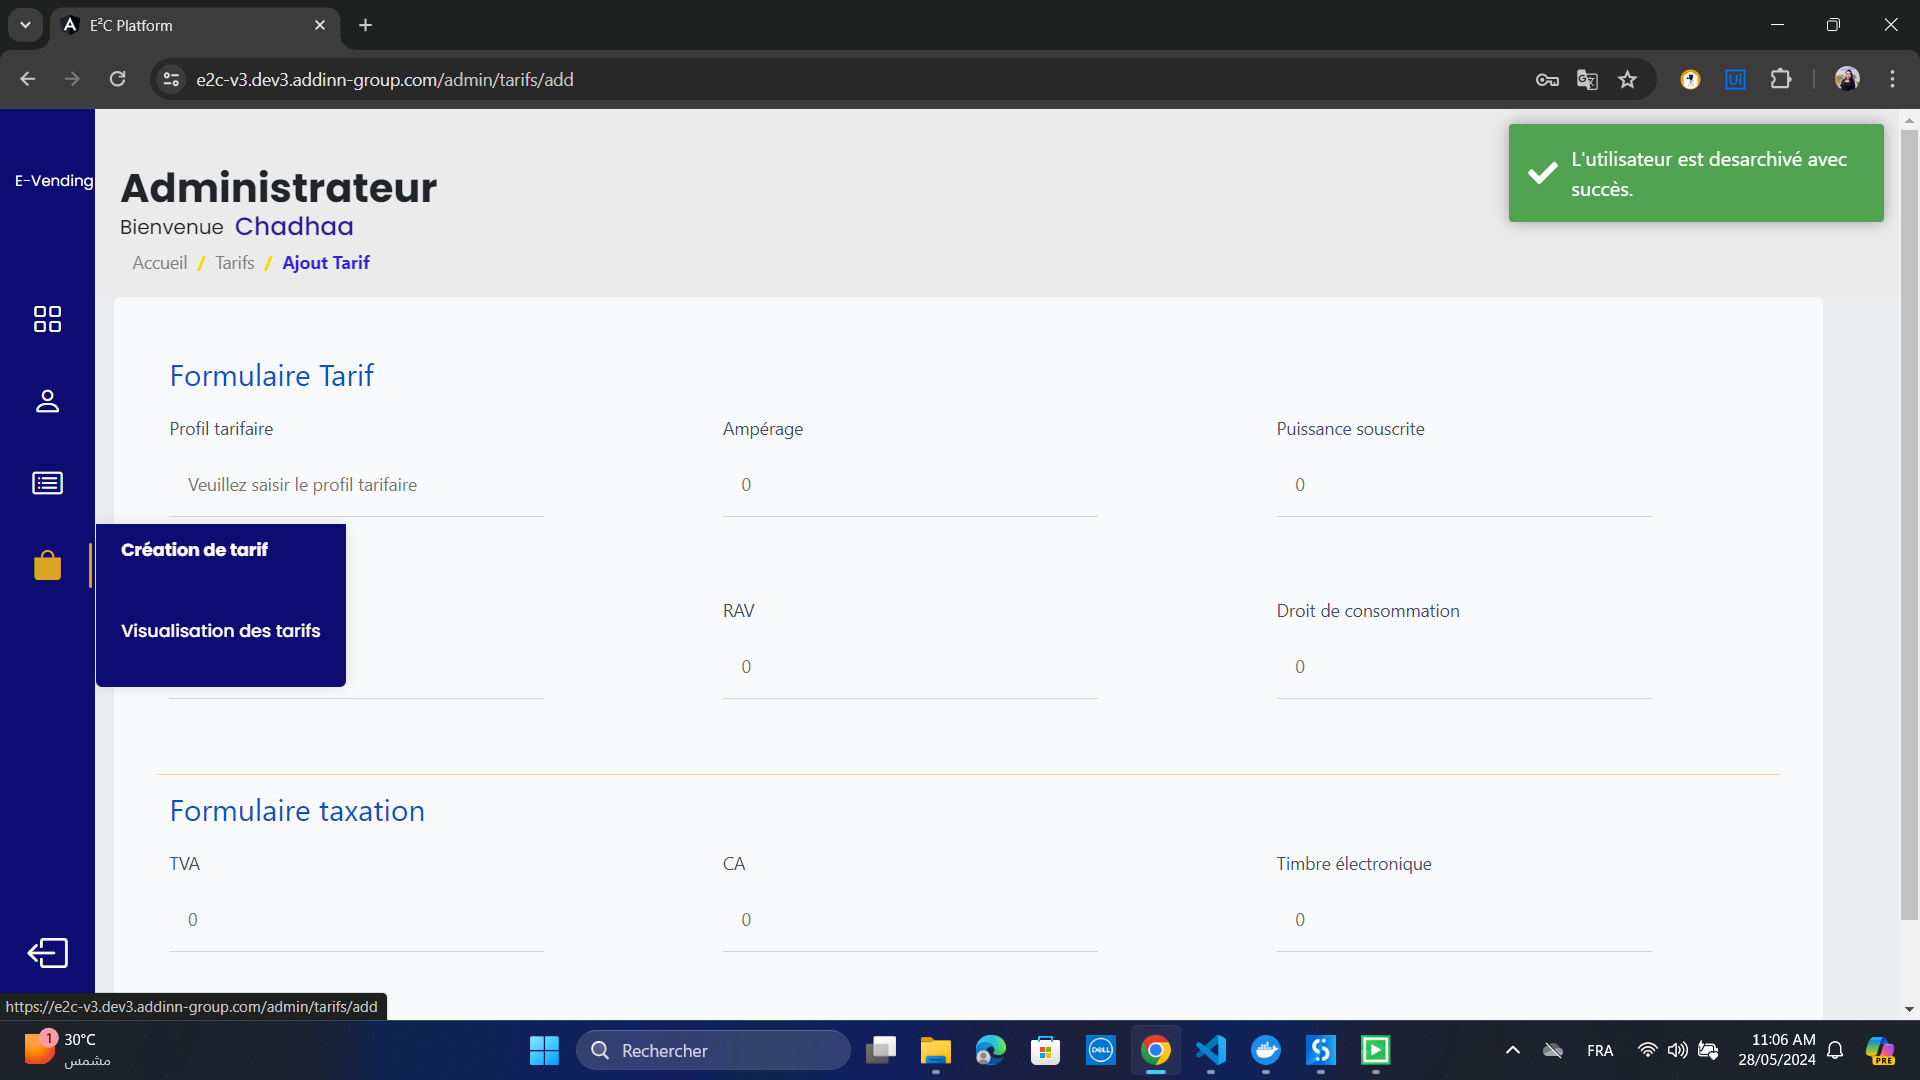 E²C Platform
e2c-v3.dev3.addinn-group.com/admin/tarifs/add
E-Vending
Administrateur
Bienvenue Chadhaa
Accueil / Tarifs / Ajout Tarif
L'utilisateur est desarchivé avec
succès.
Formulaire Tarif
Profil tarifaire
Ampérage
Puissance souscrite
Veuillez saisir le profil tarifaire
0
0
Création de tarif
Visualisation des tarifs
RAV
Droit de consommation
0
0
Formulaire taxation
TVA
CA
Timbre électronique
0
0
0
https://e2c-v3.dev3.addinn-group.com/admin/tarifs/add
1
30°C
مشمس
Rechercher
DELL
FRA
11:06 AM
28/05/2024
PRE